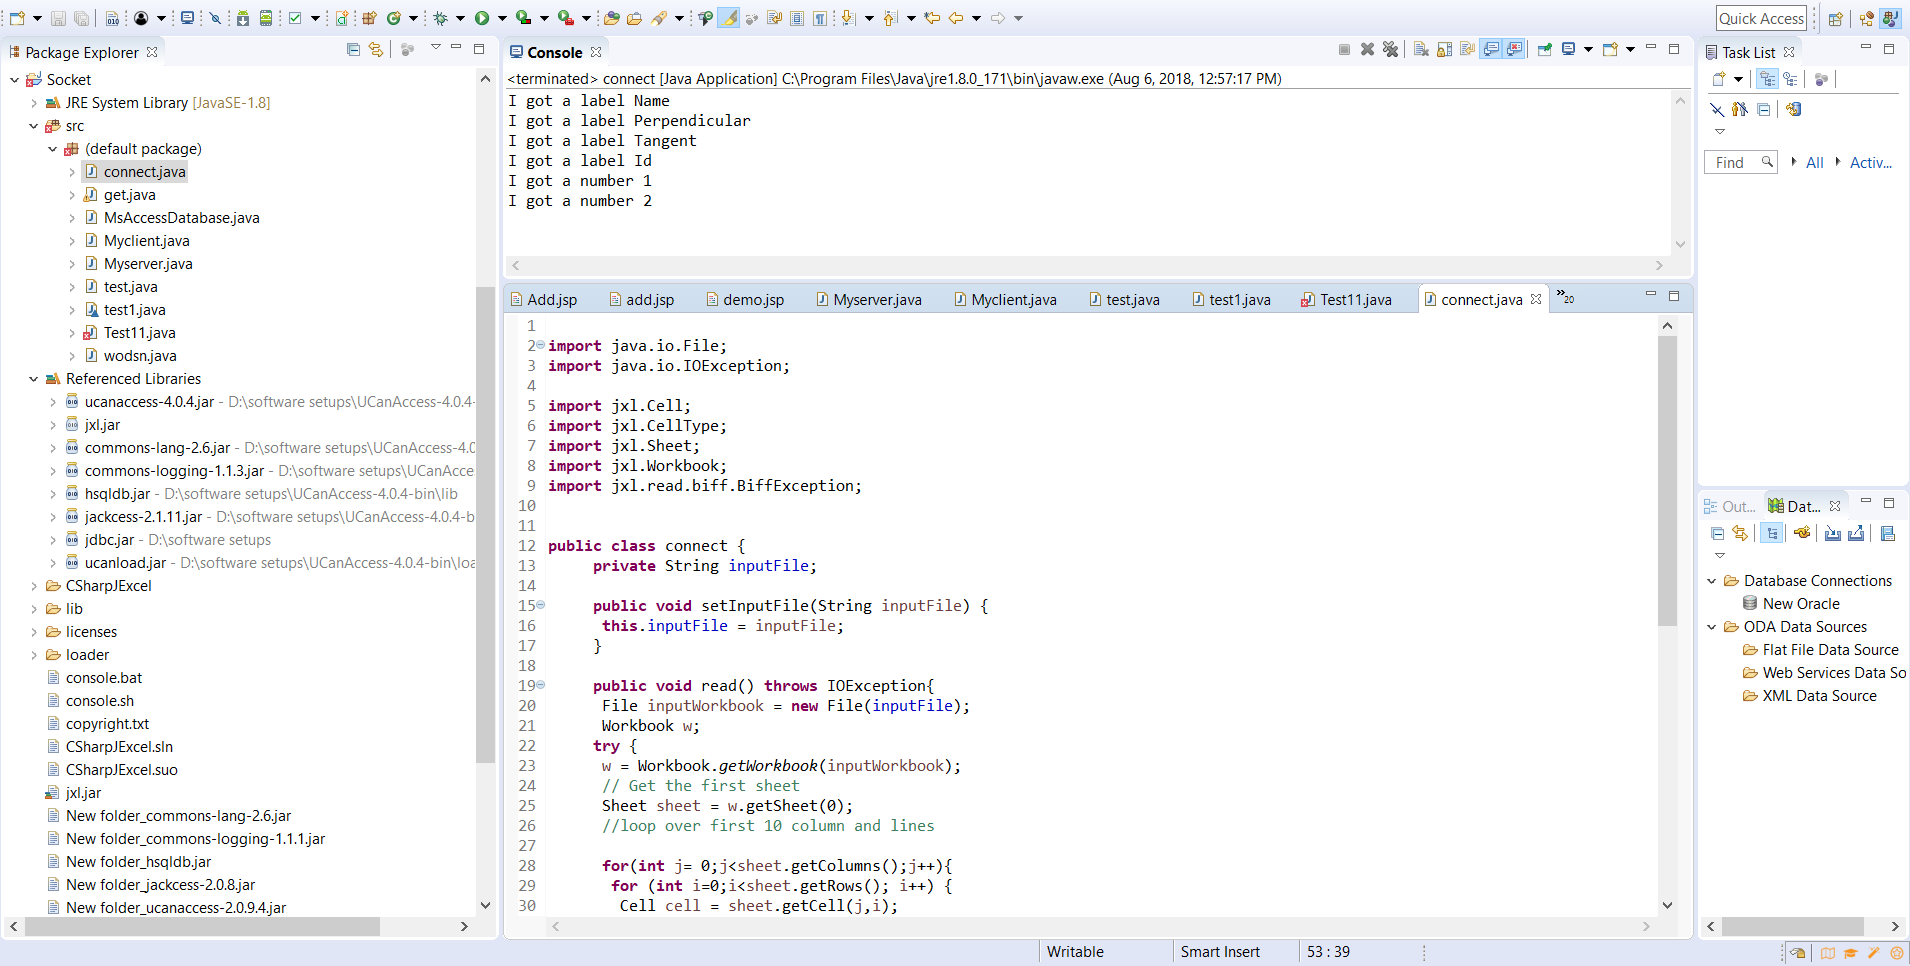 Quick Access
Package Explorer
Socket
JRE System Library [JavaSE-1.8]
src
(default package)
connect.java
get.java
MsAccessDatabase.java
Myclient.java
Myserver.java
test.java
test1.java
Test11.java
wodsn.java
Referenced Libraries
ucanaccess-4.0.4.jar - D:\software setups\UCanAccess-4.0.4-
jxl.jar
commons-lang-2.6.jar - D:\software setups\UCanAccess-4.0
commons-logging-1.1.3.jar - D:\software setups\UCanAcce
hsqldb.jar - D:\software setups\UCanAccess-4.0.4-bin\lib
jackcess-2.1.11.jar - D:\software setups\UCanAccess-4.0.4-b
jdbc.jar - D:\software setups
ucanload.jar - D:\software setups\UCanAccess-4.0.4-bin\loa
CSharpJExcel
lib
licenses
loader
console.bat
console.sh
copyright.txt
CSharpJExcel.sln
CSharpJExcel.suo
jxl.jar
New folder_commons-lang-2.6.jar
New folder_commons-logging-1.1.1.jar
New folder_hsqldb.jar
New folder_jackcess-2.0.8.jar
New folder_ucanaccess-2.0.9.4.jar
Console
<terminated> connect [Java Application] C:\Program Files\Java\jre1.8.0_171\bin\javaw.exe (Aug 6, 2018, 12:57:17 PM)
I got a label Name
I got a label Perpendicular
I got a label Tangent
I got a label Id
I got a number 1
I got a number 2
Add.jsp add.jsp demo.jsp Myserver.java Myclient.java test.java test1.java Test11.java connect.java »20
1
2 import java.io.File;
3 import java.io.IOException;
4
5 import jxl.Cell;
6 import jxl.CellType;
7 import jxl.Sheet;
8 import jxl.Workbook;
9 import jxl.read.biff.BiffException;
10
11
12 public class connect {
13 private String inputFile;
14
15 public void setInputFile(String inputFile) {
16 this.inputFile = inputFile;
17 }
18
19 public void read() throws IOException{
20 File inputWorkbook = new File(inputFile);
21 Workbook w;
22 try {
23 w = Workbook.getWorkbook(inputWorkbook);
24 // Get the first sheet
25 Sheet sheet = w.getSheet(0);
26 //loop over first 10 column and lines
27
28 for(int j= 0;j<sheet.getColumns();j++){
29 for (int i=0;i<sheet.getRows(); i++) {
30 Cell cell = sheet.getCell(j,i);
Task List
Find All Activ...
Out... Dat...
Database Connections
New Oracle
ODA Data Sources
Flat File Data Source
Web Services Data So
XML Data Source
Writable Smart Insert 53 : 39